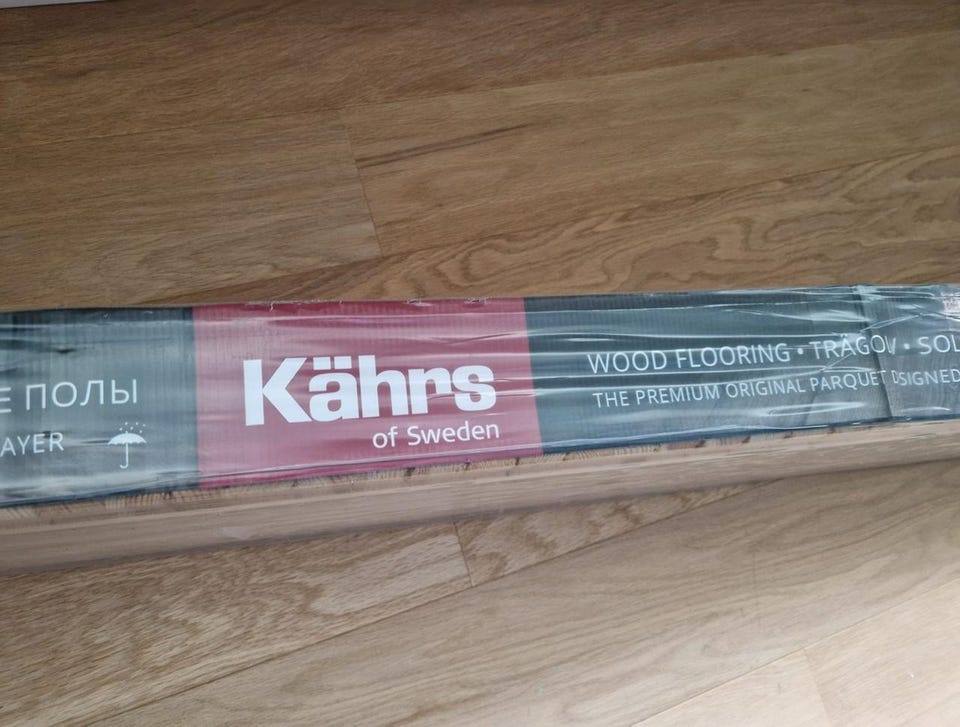 Е ПОЛЫ
AYER
Kährs
of Sweden
WOOD FLOORING • TRÄGOV • SOL
THE PREMIUM ORIGINAL PARQUET DSIGNED